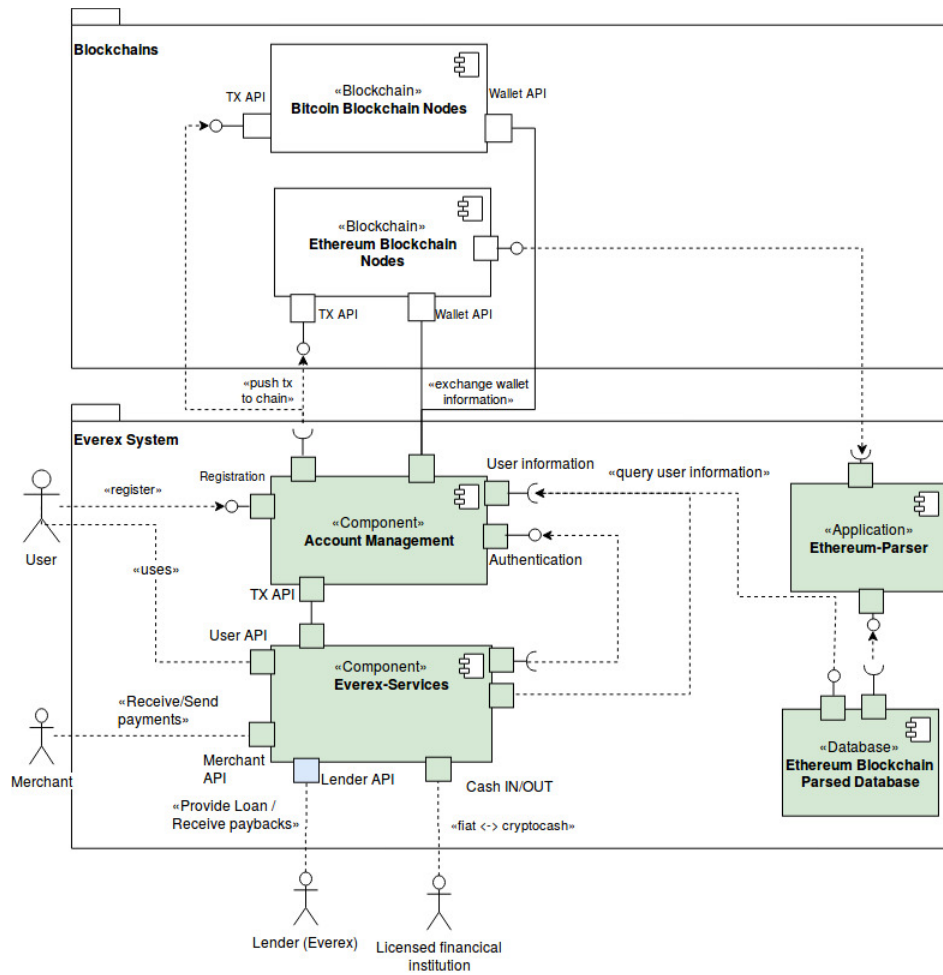 Blockchains
«Blockchain»
Bitcoin Blockchain Nodes
TX API
Wallet API
«Blockchain»
Ethereum Blockchain
Nodes
TX API
Wallet API
«push tx
to chain»
«exchange wallet
information»
Everex System
Registration
User information
«query user information»
«register»
«Component»
Account Management
«Application»
Ethereum-Parser
User
«uses»
Authentication
TX API
User API
«Component»
Everex-Services
«Receive/Send
payments»
Merchant
Merchant
API
Lender API
Cash IN/OUT
«Database»
Ethereum Blockchain
Parsed Database
«Provide Loan /
Receive paybacks»
«fiat <-> cryptocash»
Lender (Everex)
Licensed financical
institution